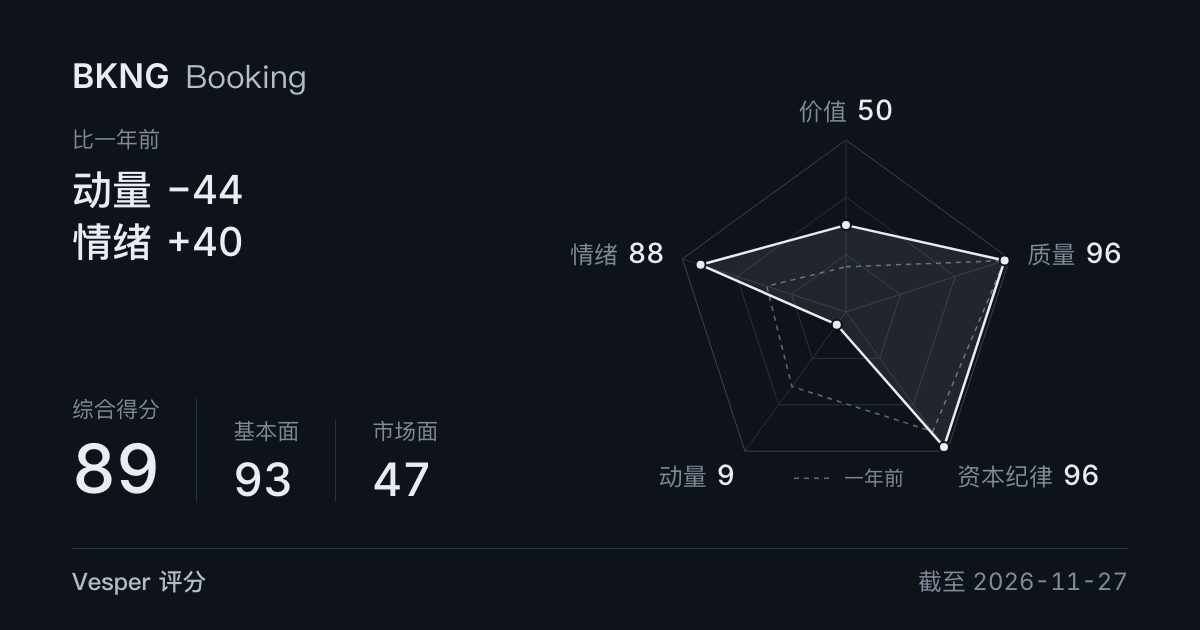 BKNG Booking
比一年前
动量 −44
情绪 +40
价值 50
情绪 88
质量 96
动量 9
一年前
资本纪律 96
综合得分
89
基本面
93
市场面
47
Vesper 评分
截至 2026-11-27